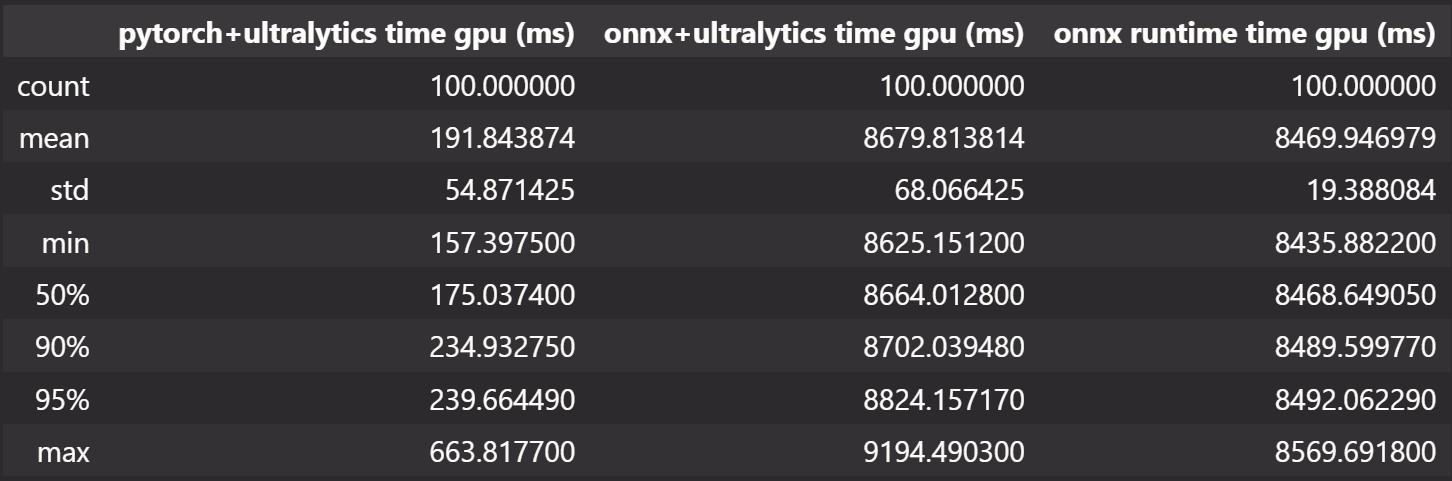 pytorch+ultralytics time gpu (ms) onnx+ultralytics time gpu (ms) onnx runtime time gpu (ms)
count 100.000000 100.000000 100.000000
mean 191.843874 8679.813814 8469.946979
std 54.871425 68.066425 19.388084
min 157.397500 8625.151200 8435.882200
50% 175.037400 8664.012800 8468.649050
90% 234.932750 8702.039480 8489.599770
95% 239.664490 8824.157170 8492.062290
max 663.817700 9194.490300 8569.691800